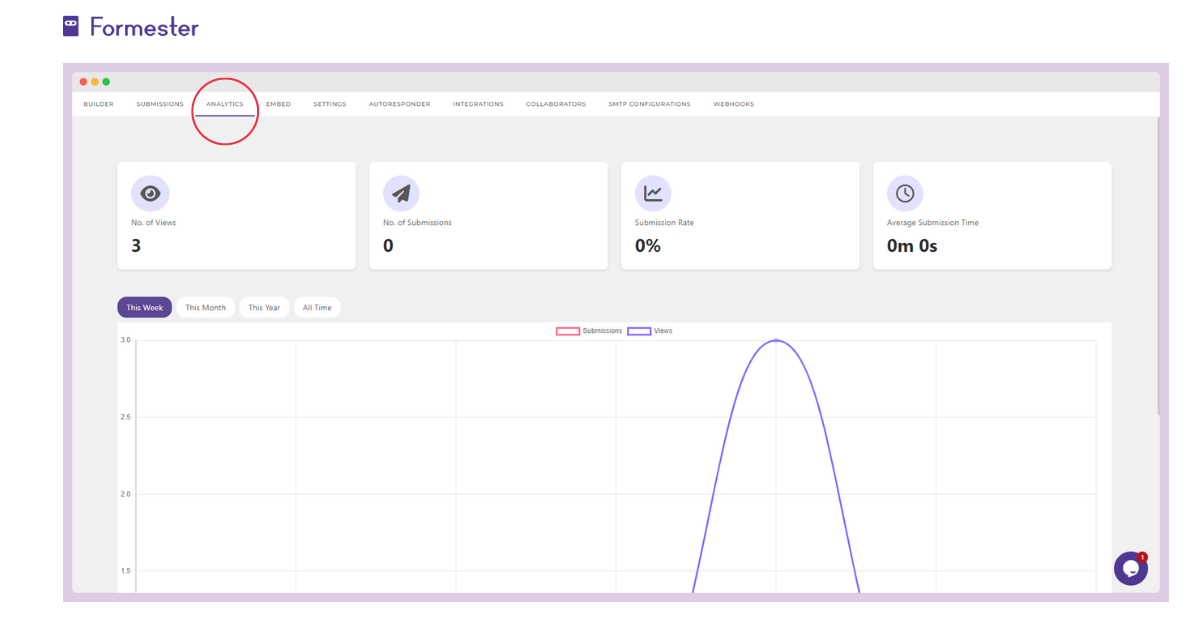 Formester
BUILDER SUBMISSIONS ANALYTICS EMBED SETTINGS AUTORESPONDER INTEGRATIONS COLLABORATORS SMTP CONFIGURATIONS WEBHOOKS
No. of Views
3
No. of Submissions
0
Submission Rate
0%
Average Submission Time
0m 0s
This Week This Month This Year All Time
Submissions Views
3.0
2.5
2.0
1.5
1